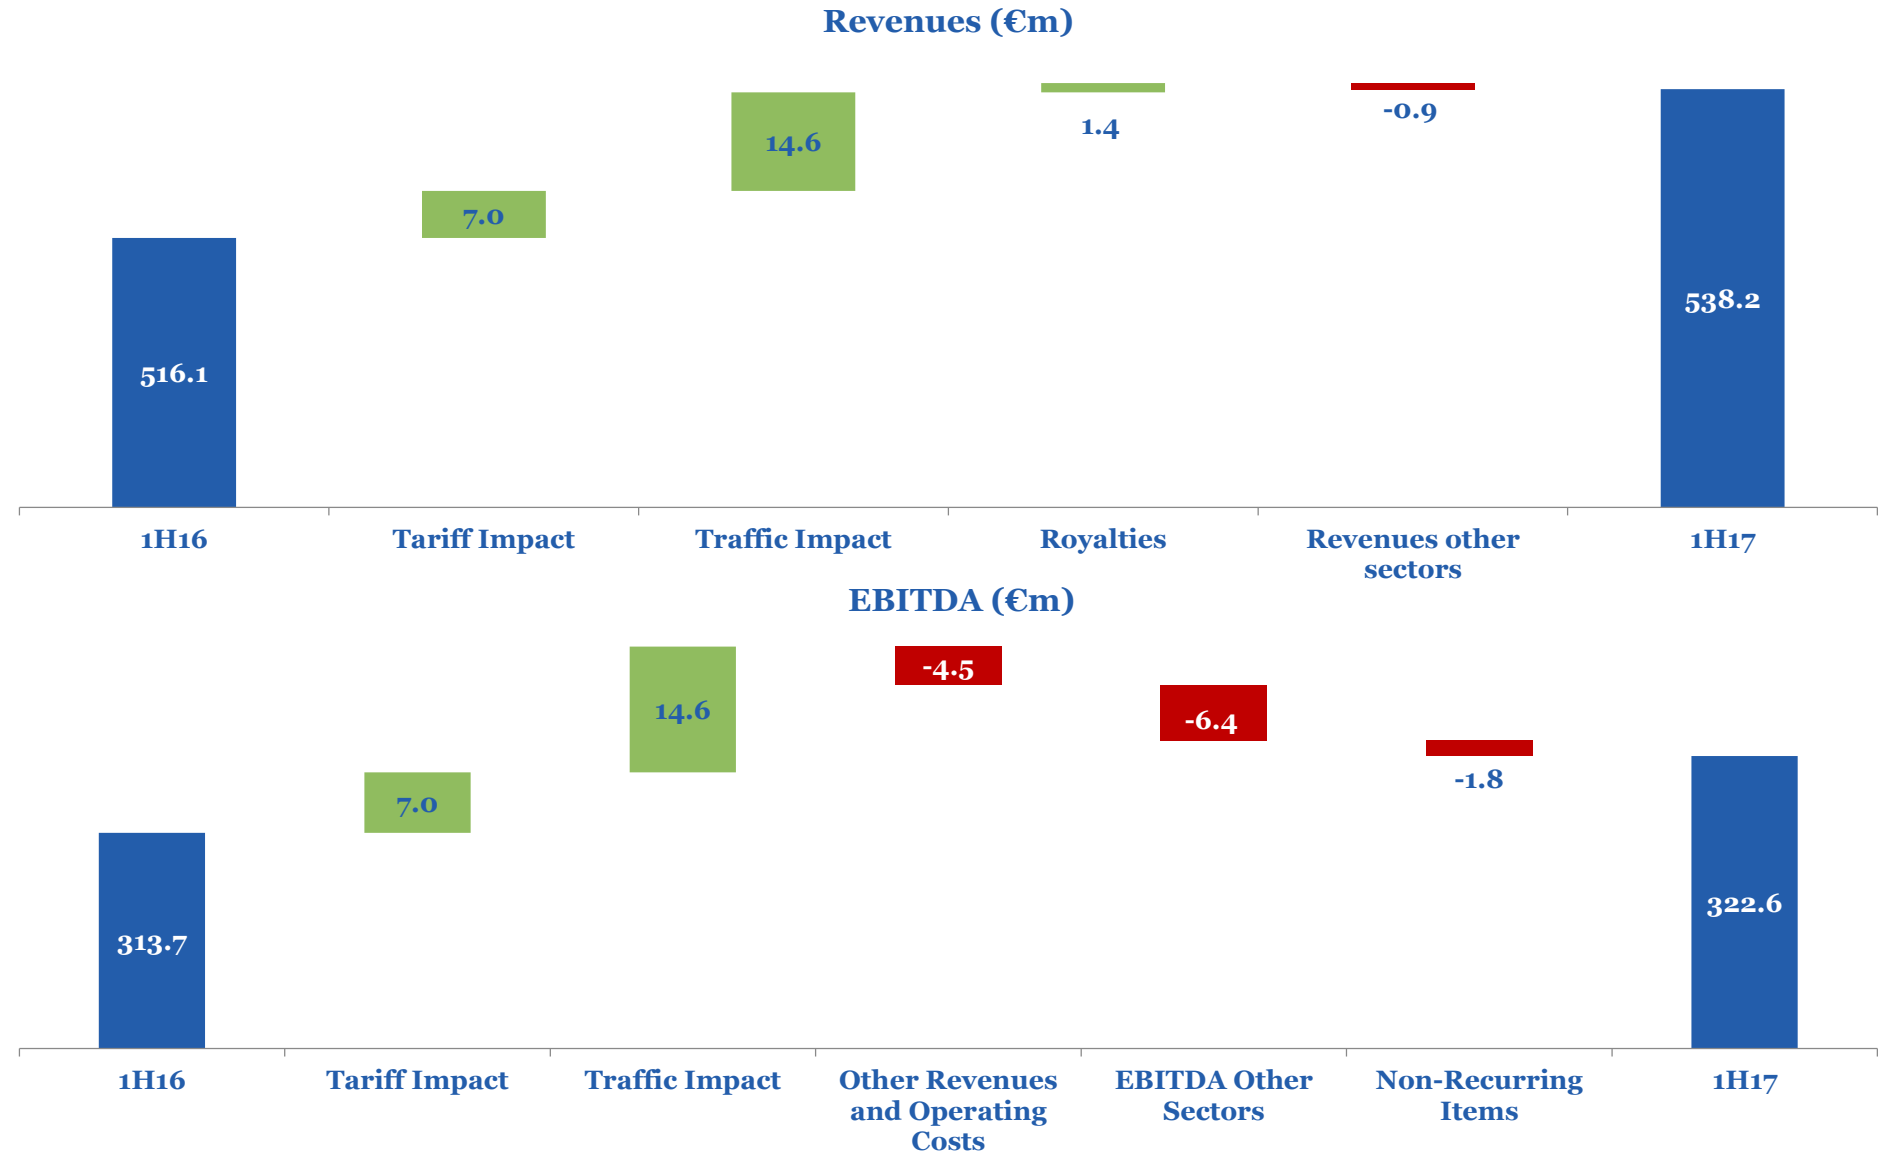 Revenues (€m)
516.1
7.0
14.6
1.4
-0.9
538.2
1H16
Tariff Impact
Traffic Impact
Royalties
Revenues other
sectors
1H17
EBITDA (€m)
313.7
7.0
14.6
-4.5
-6.4
-1.8
322.6
1H16
Tariff Impact
Traffic Impact
Other Revenues
and Operating
Costs
EBITDA Other
Sectors
Non-Recurring
Items
1H17